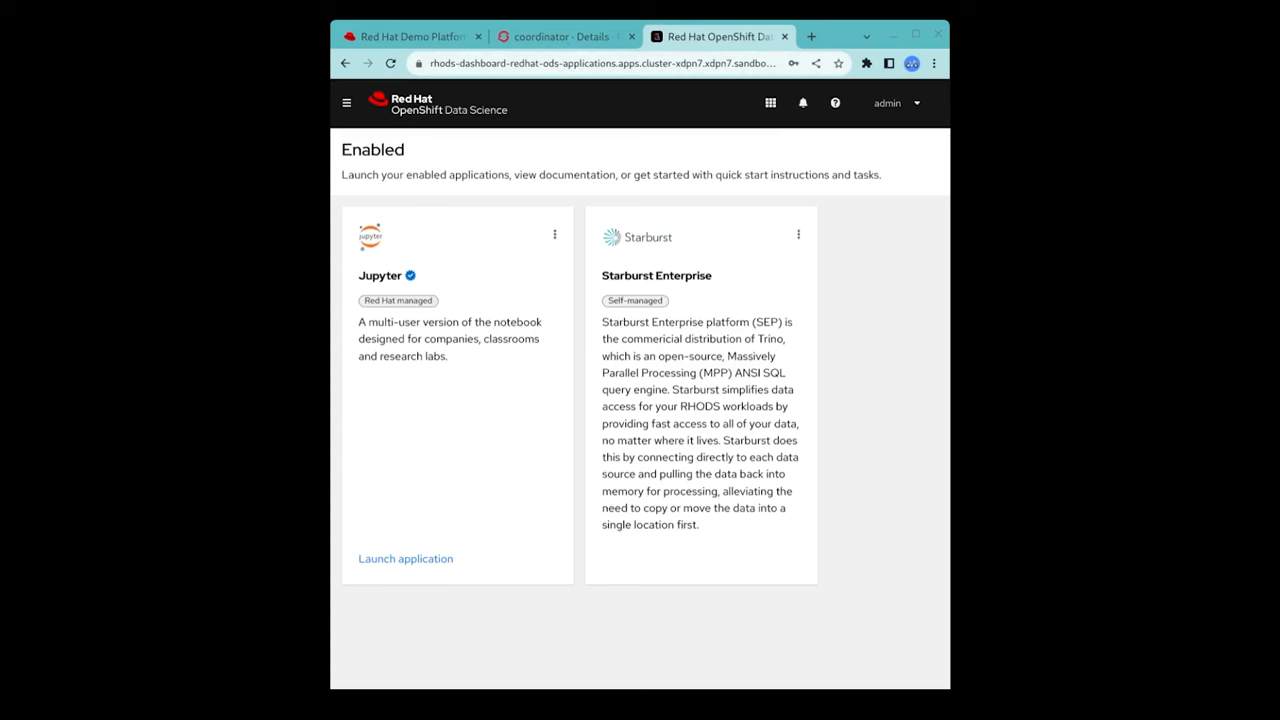 Red Hat Demo Platfor
coordinator · Details ·
Red Hat OpenShift Dat
rhods-dashboard-redhat-ods-applications.apps.cluster-xdpn7.xdpn7.sandbo...
Red Hat
OpenShift Data Science
admin
Enabled
Launch your enabled applications, view documentation, or get started with quick start instructions and tasks.
jupyter
Jupyter
Red Hat managed
A multi-user version of the notebook
designed for companies, classrooms
and research labs.
Launch application
Starburst
Starburst Enterprise
Self-managed
Starburst Enterprise platform (SEP) is
the commericial distribution of Trino,
which is an open-source, Massively
Parallel Processing (MPP) ANSI SQL
query engine. Starburst simplifies data
access for your RHODS workloads by
providing fast access to all of your data,
no matter where it lives. Starburst does
this by connecting directly to each data
source and pulling the data back into
memory for processing, alleviating the
need to copy or move the data into a
single location first.